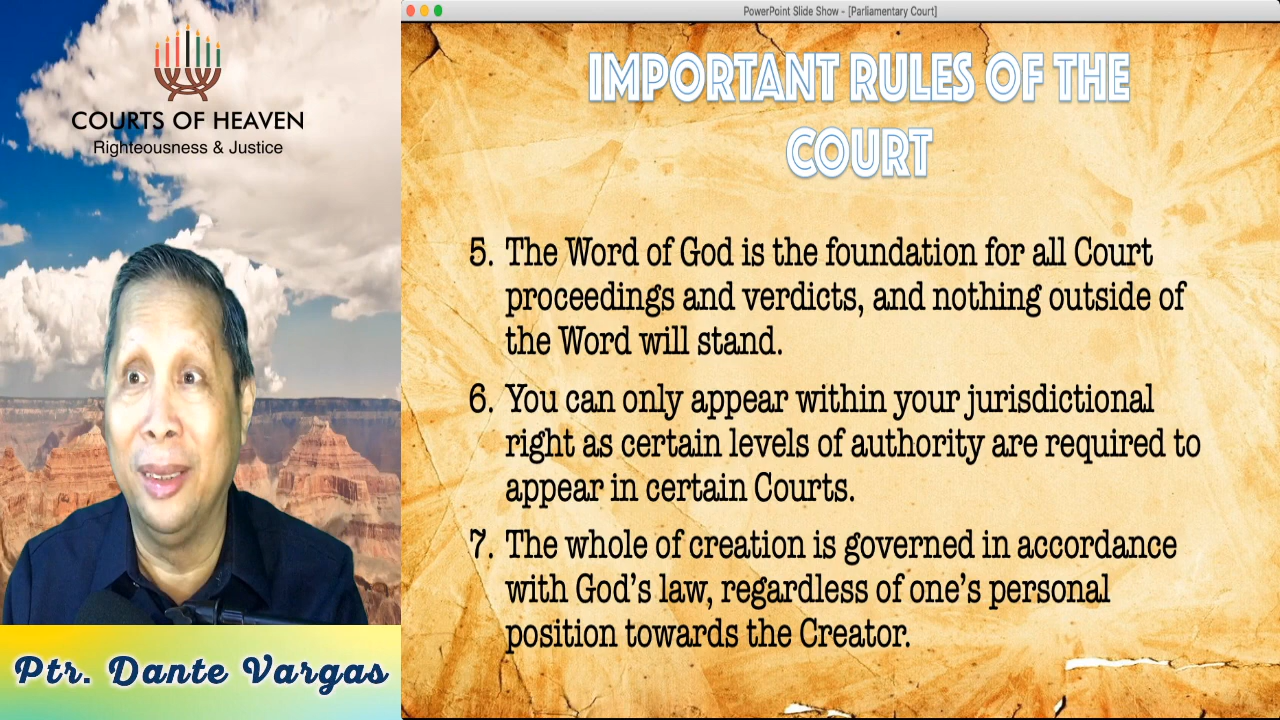 COURTS OF HEAVEN
Righteousness & Justice
Ptr. Dante Vargas
PowerPoint Slide Show - [Parliamentary Court]
IMPORTANT RULES OF THE
COURT
5. The Word of God is the foundation for all Court
proceedings and verdicts, and nothing outside of
the Word will stand.
6. You can only appear within your jurisdictional
right as certain levels of authority are required to
appear in certain Courts.
7. The whole of creation is governed in accordance
with God's law, regardless of one's personal
position towards the Creator.